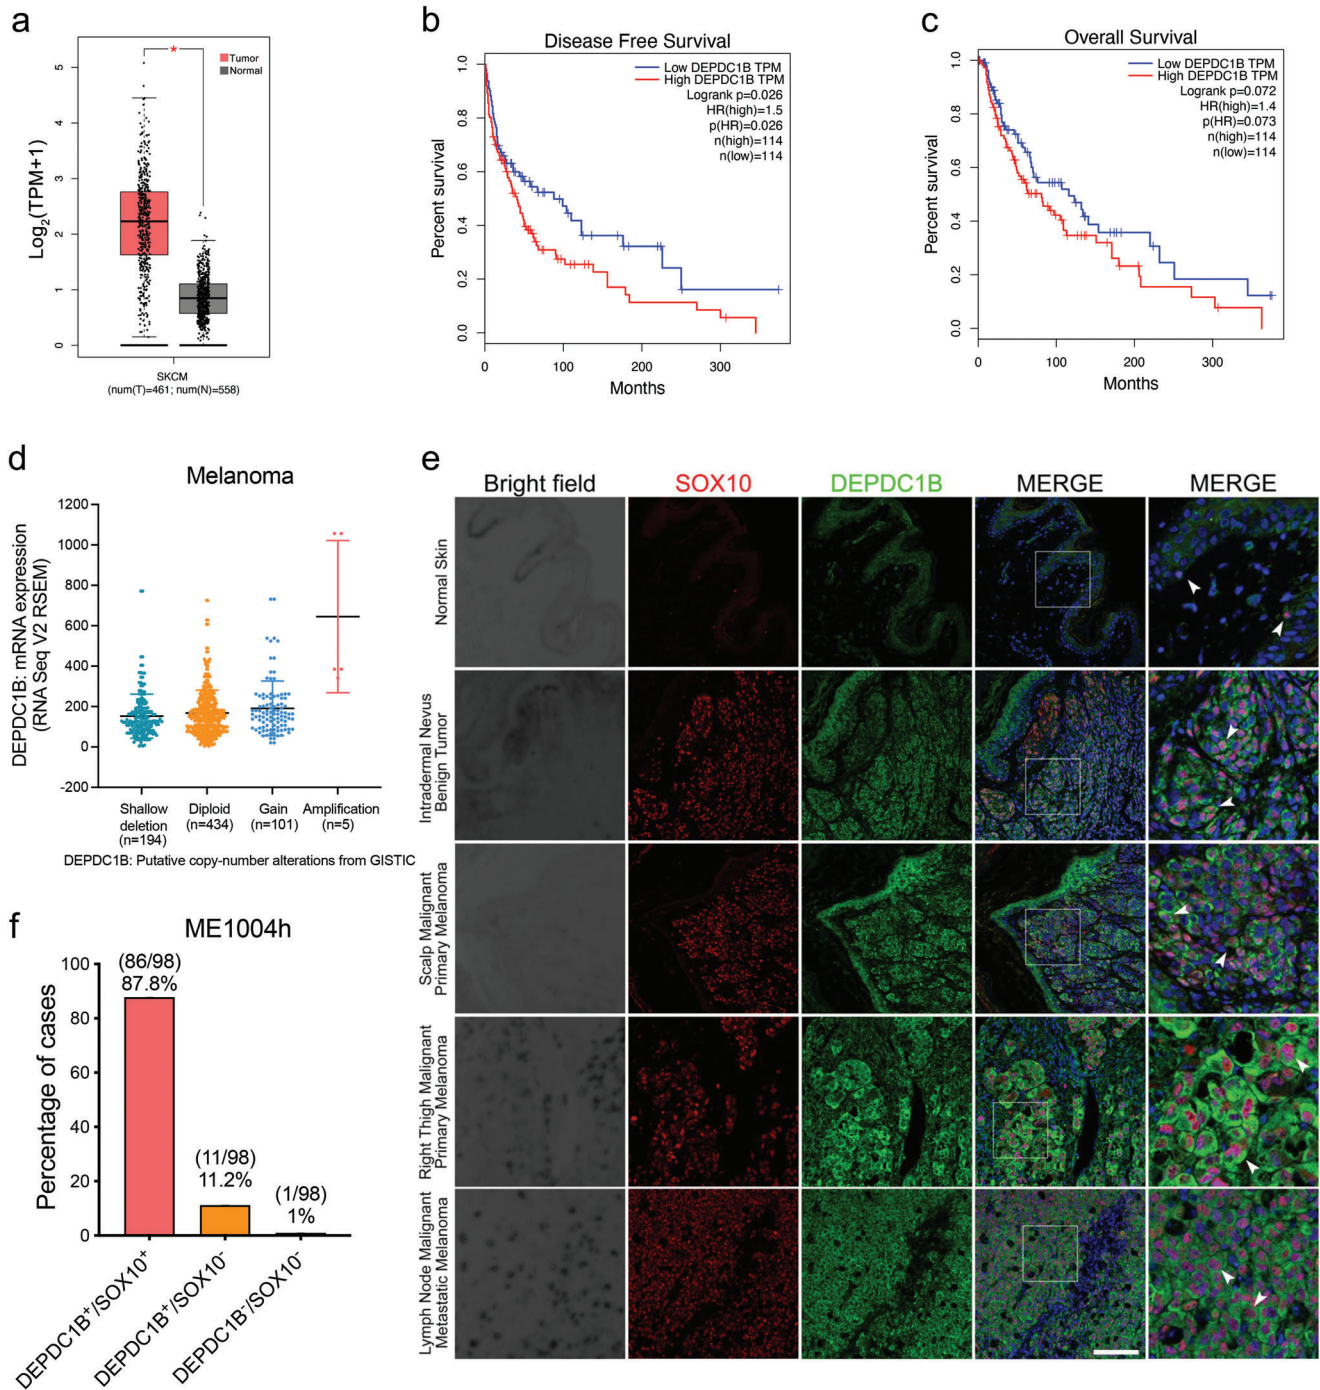 a
5
4
3
2
1
0
Log2(TPM+1)
*
Tumor
Normal
SKCM
(num(T)=461; num(N)=558)
b
Disease Free Survival
Low DEPDC1B TPM
High DEPDC1B TPM
Logrank p=0.026
HR(high)=1.5
p(HR)=0.026
n(high)=114
n(low)=114
Percent survival
1.0
0.8
0.6
0.4
0.2
0.0
0 100 200 300
Months
c
Overall Survival
Low DEPDC1B TPM
High DEPDC1B TPM
Logrank p=0.072
HR(high)=1.4
p(HR)=0.073
n(high)=114
n(low)=114
Percent survival
1.0
0.8
0.6
0.4
0.2
0.0
0 100 200 300
Months
d
Melanoma
DEPDC1B: mRNA expression
(RNA Seq V2 RSEM)
1200
1000
800
600
400
200
0
-200
Shallow
deletion
(n=194)
Diploid
(n=434)
Gain
(n=101)
Amplification
(n=5)
DEPDC1B: Putative copy-number alterations from GISTIC
e
Bright field SOX10 DEPDC1B MERGE MERGE
Normal Skin
Intradermal Nevus
Benign Tumor
Scalp Malignant
Primary Melanoma
Right Thigh Malignant
Primary Melanoma
Lymph Node Malignant
Metastatic Melanoma
f
ME1004h
Percentage of cases
100
80
60
40
20
0
(86/98)
87.8%
(11/98)
11.2%
(1/98)
1%
DEPDC1B+/SOX10+
DEPDC1B+/SOX10-
DEPDC1B-/SOX10-